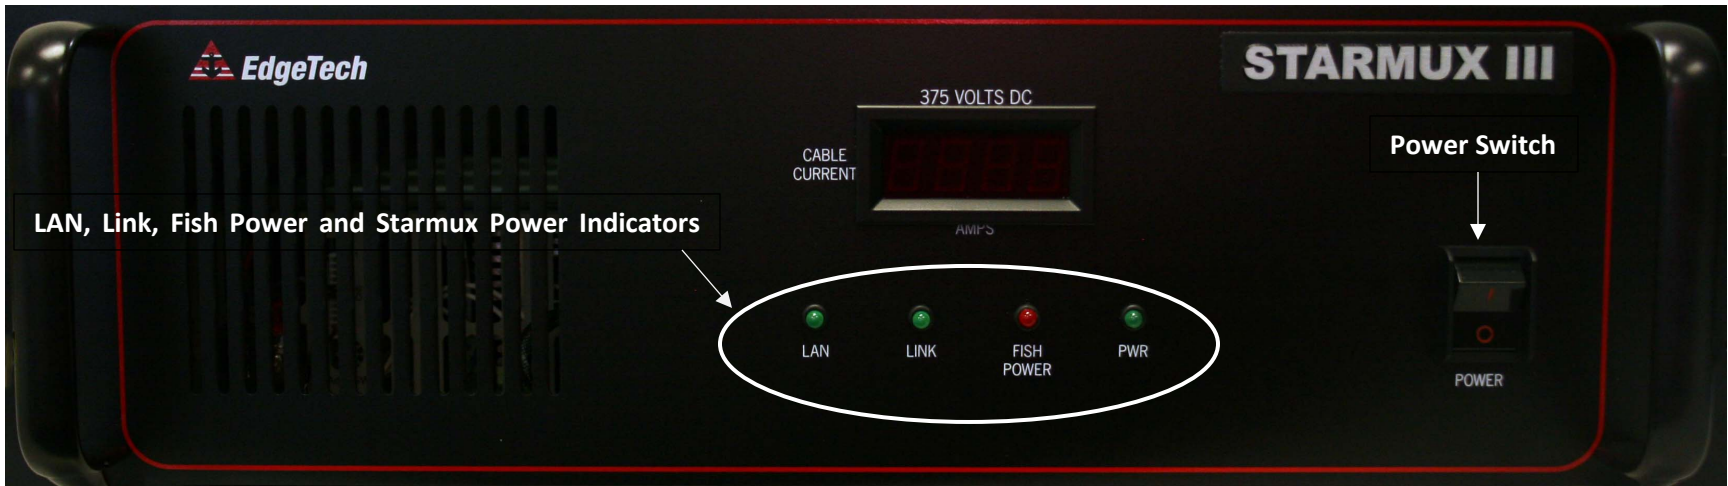 EdgeTech
STARMUX III
375 VOLTS DC
CABLE
CURRENT
AMPS
Power Switch
LAN, Link, Fish Power and Starmux Power Indicators
LAN
LINK
FISH
POWER
PWR
POWER